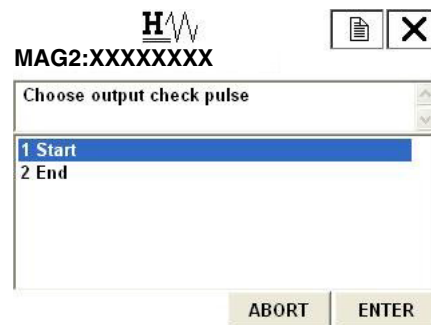 H
MAG2:XXXXXXXX
Choose output check pulse
1 Start
2 End
ABORT ENTER